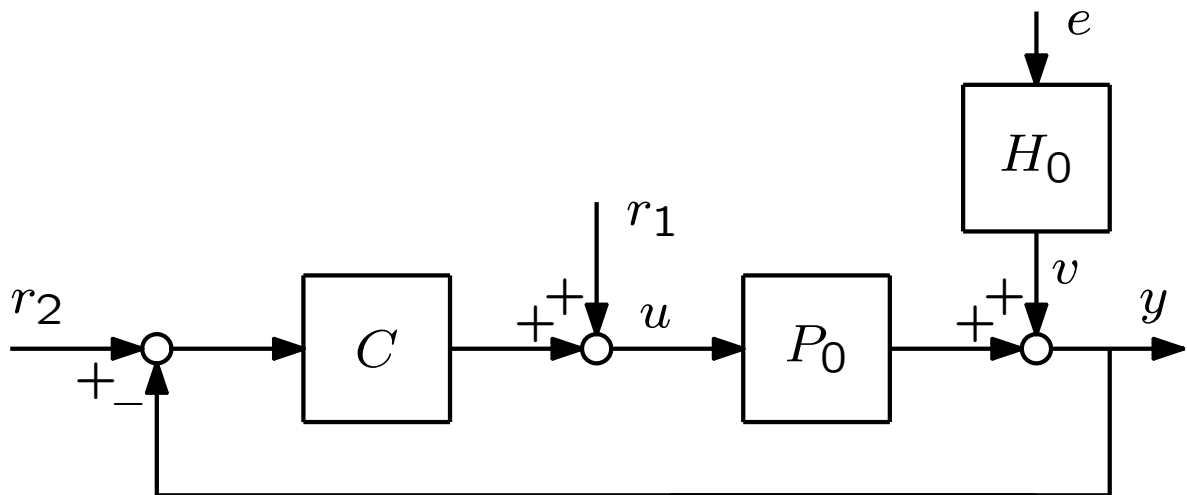 e
H₀
r₁
v
r₂
+
+
u
+
+
y
C
P₀
+
−